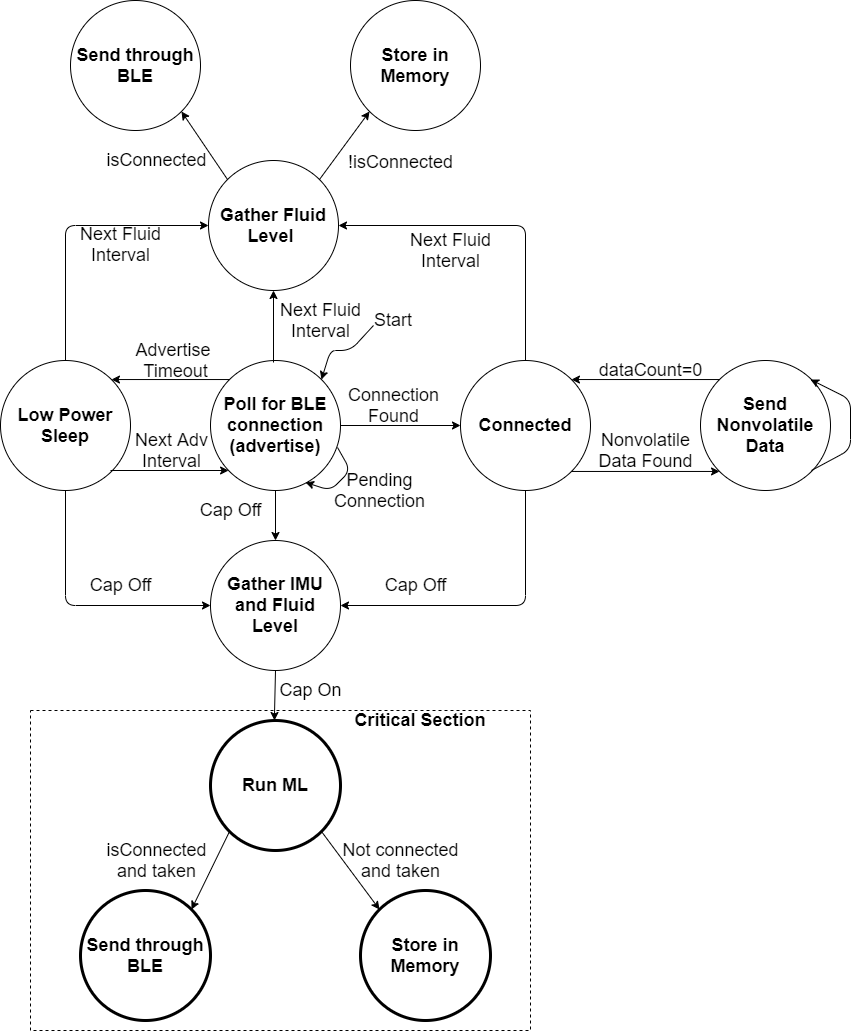 Send through
BLE
Store in
Memory
isConnected
!isConnected
Gather Fluid
Level
Next Fluid
Interval
Next Fluid
Interval
Next Fluid
Interval
Start
Advertise
Timeout
Poll for BLE
connection
(advertise)
Connection
Found
dataCount=0
Low Power
Sleep
Connected
Send
Nonvolatile
Data
Next Adv
Interval
Nonvolatile
Data Found
Pending
Connection
Cap Off
Cap Off
Gather IMU
and Fluid
Level
Cap Off
Cap On
Critical Section
Run ML
isConnected
and taken
Not connected
and taken
Send through
BLE
Store in
Memory